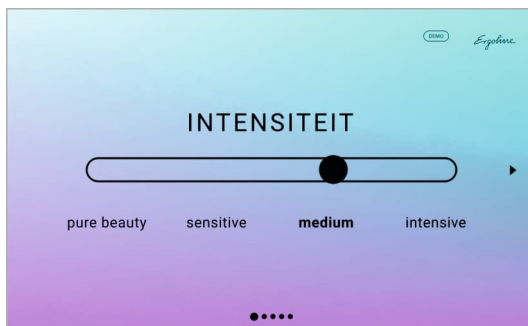 DEMO
Ergoline
INTENSITEIT
pure beauty sensitive medium intensive